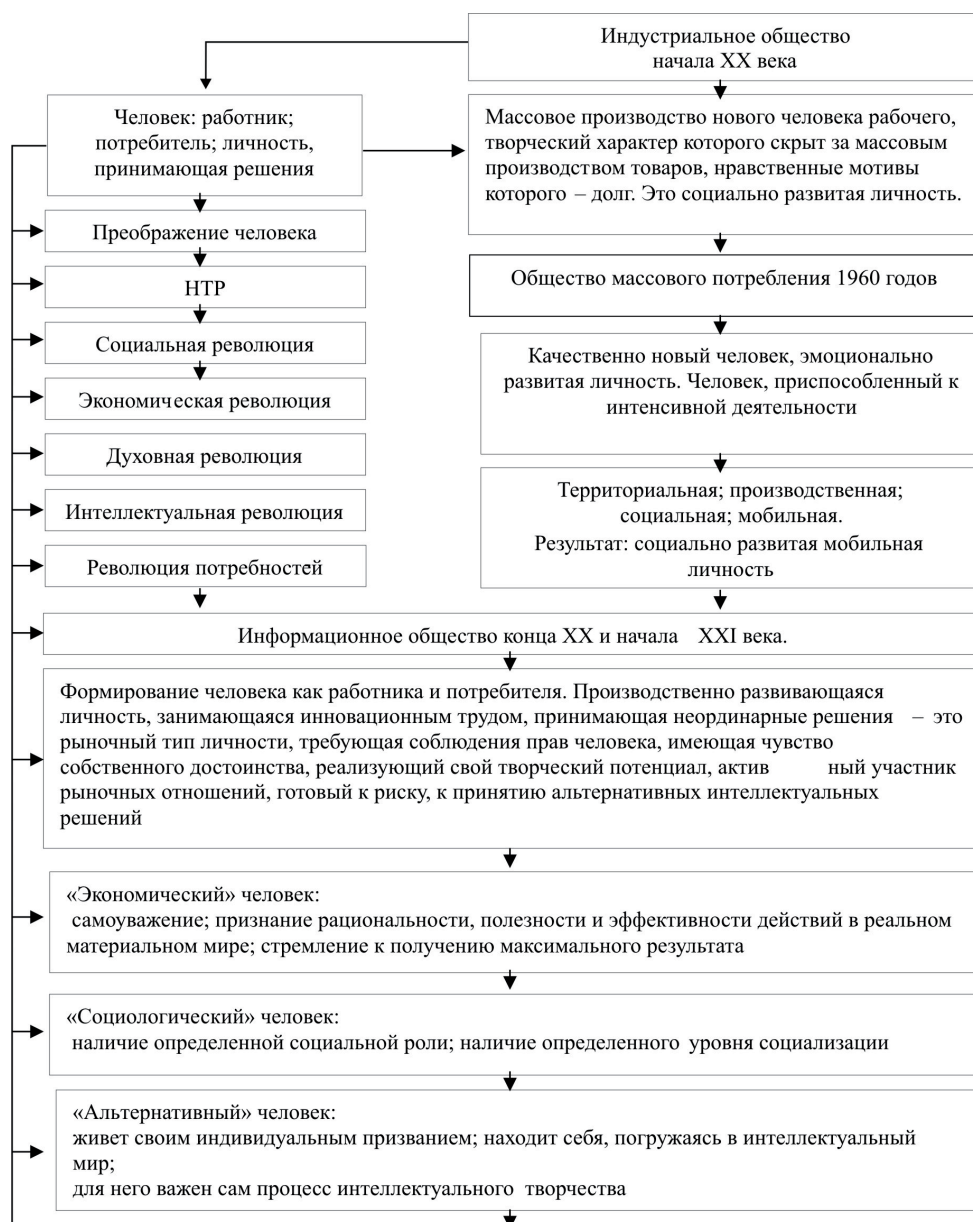 Индустриальное общество
начала XX века
Человек: работник;
потребитель; личность,
принимающая решения
Массовое производство нового человека рабочего,
творческий характер которого скрыт за массовым
производством товаров, нравственные мотивы
которого – долг. Это социально развитая личность.
Преображение человека
НТР
Социальная революция
Экономическая революция
Духовная революция
Интеллектуальная революция
Революция потребностей
Общество массового потребления 1960 годов
Качественно новый человек, эмоционально
развитая личность. Человек, приспособленный к
интенсивной деятельности
Территориальная; производственная;
социальная; мобильная.
Результат: социально развитая мобильная
личность
Информационное общество конца XX и начала XXI века.
Формирование человека как работника и потребителя. Производственно развивающаяся
личность, занимающаяся инновационным трудом, принимающая неординарные решения – это
рыночный тип личности, требующая соблюдения прав человека, имеющая чувство
собственного достоинства, реализующий свой творческий потенциал, актив ный участник
рыночных отношений, готовый к риску, к принятию альтернативных интеллектуальных
решений
«Экономический» человек:
самоуважение; признание рациональности, полезности и эффективности действий в реальном
материальном мире; стремление к получению максимального результата
«Социологический» человек:
наличие определенной социальной роли; наличие определенного уровня социализации
«Альтернативный» человек:
живет своим индивидуальным призванием; находит себя, погружаясь в интеллектуальный
мир;
для него важен сам процесс интеллектуального творчества